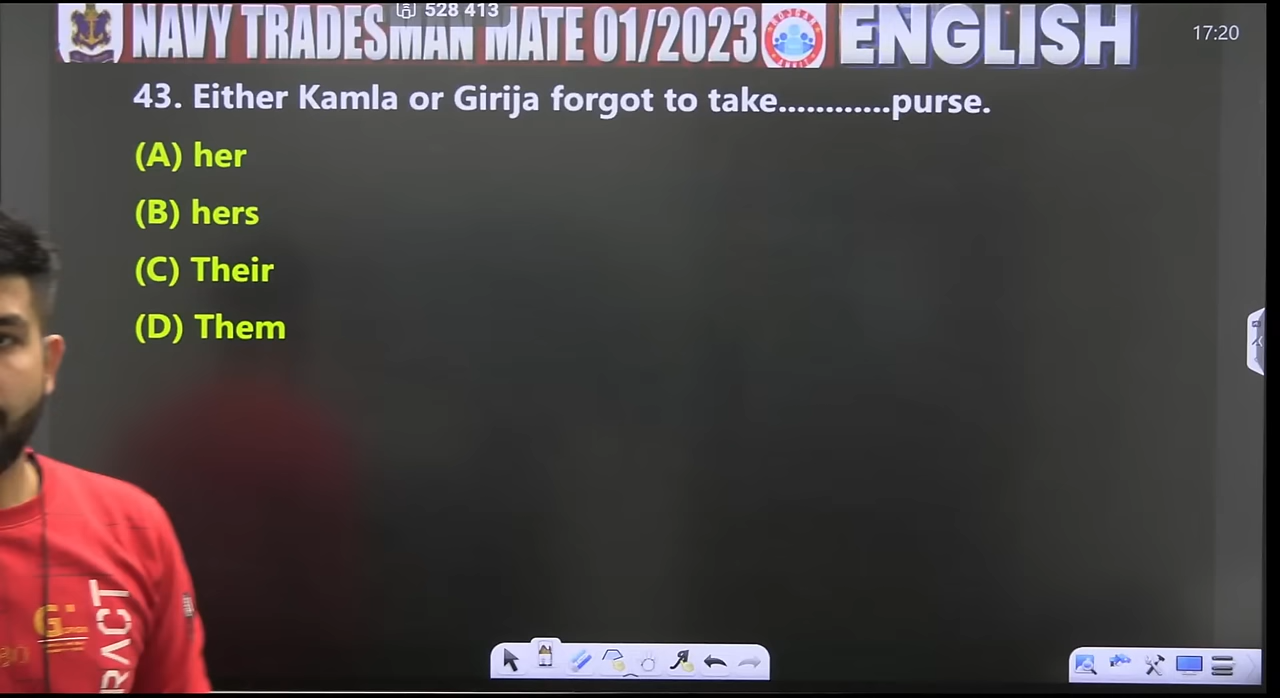 528 413
NAVY TRADESMAN MATE 01/2023 ENGLISH
17:20
43. Either Kamla or Girija forgot to take............purse.
(A) her
(B) hers
(C) Their
(D) Them
RACT